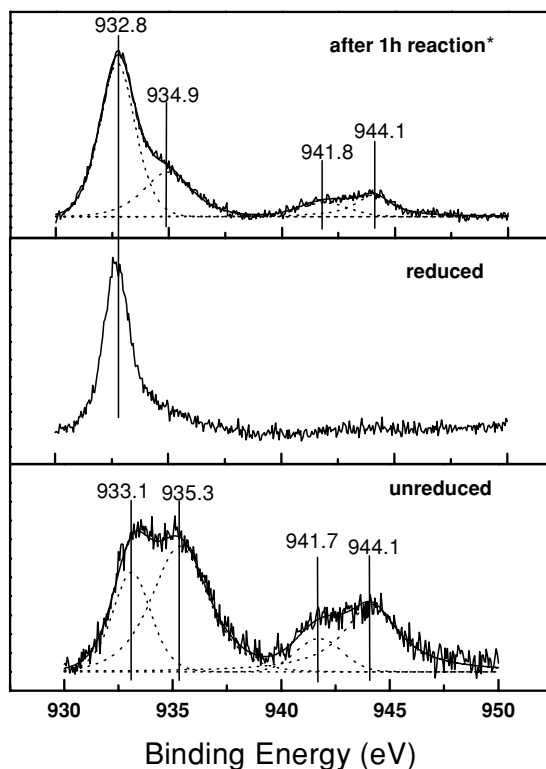 932.8
after 1h reaction*
934.9
941.8
944.1
reduced
unreduced
933.1
935.3
941.7
944.1
930 935 940 945 950
Binding Energy (eV)